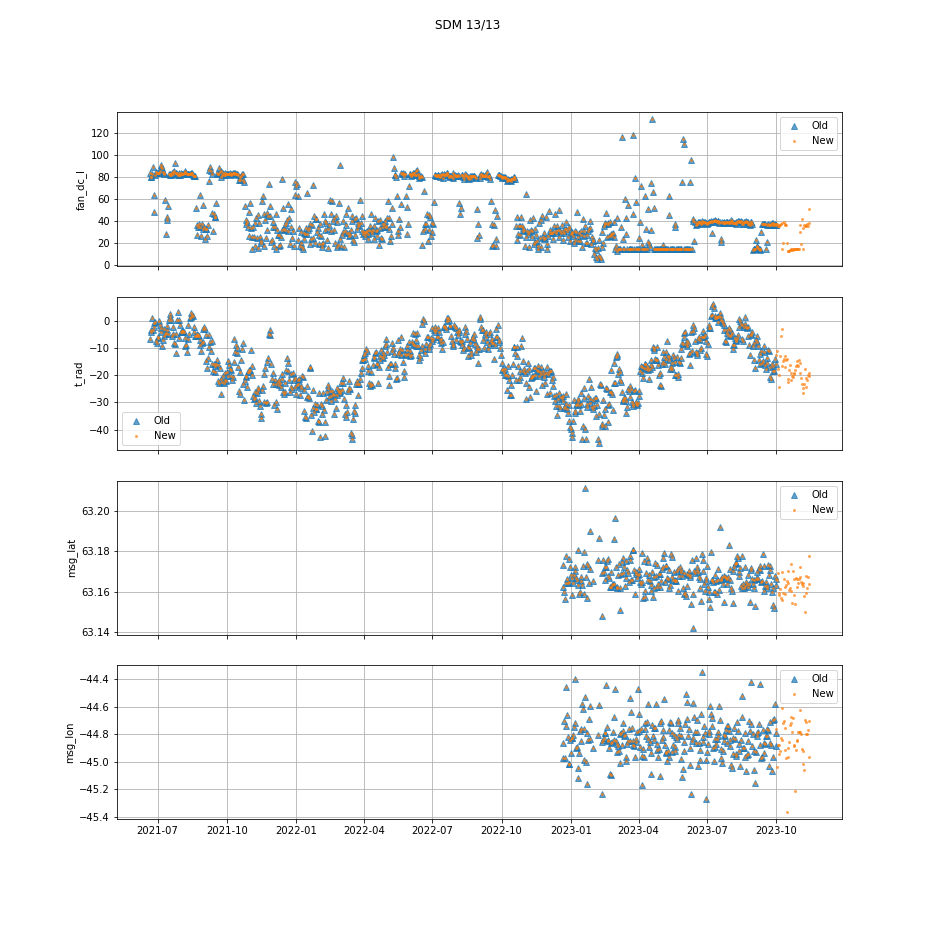 SDM 13/13
120
100
80
60
40
20
0
fan_dc_l
Old
New
0
−10
−20
−30
−40
t_rad
Old
New
63.20
63.18
63.16
63.14
msg_lat
Old
New
−44.4
−44.6
−44.8
−45.0
−45.2
−45.4
msg_lon
Old
New
2021-07 2021-10 2022-01 2022-04 2022-07 2022-10 2023-01 2023-04 2023-07 2023-10